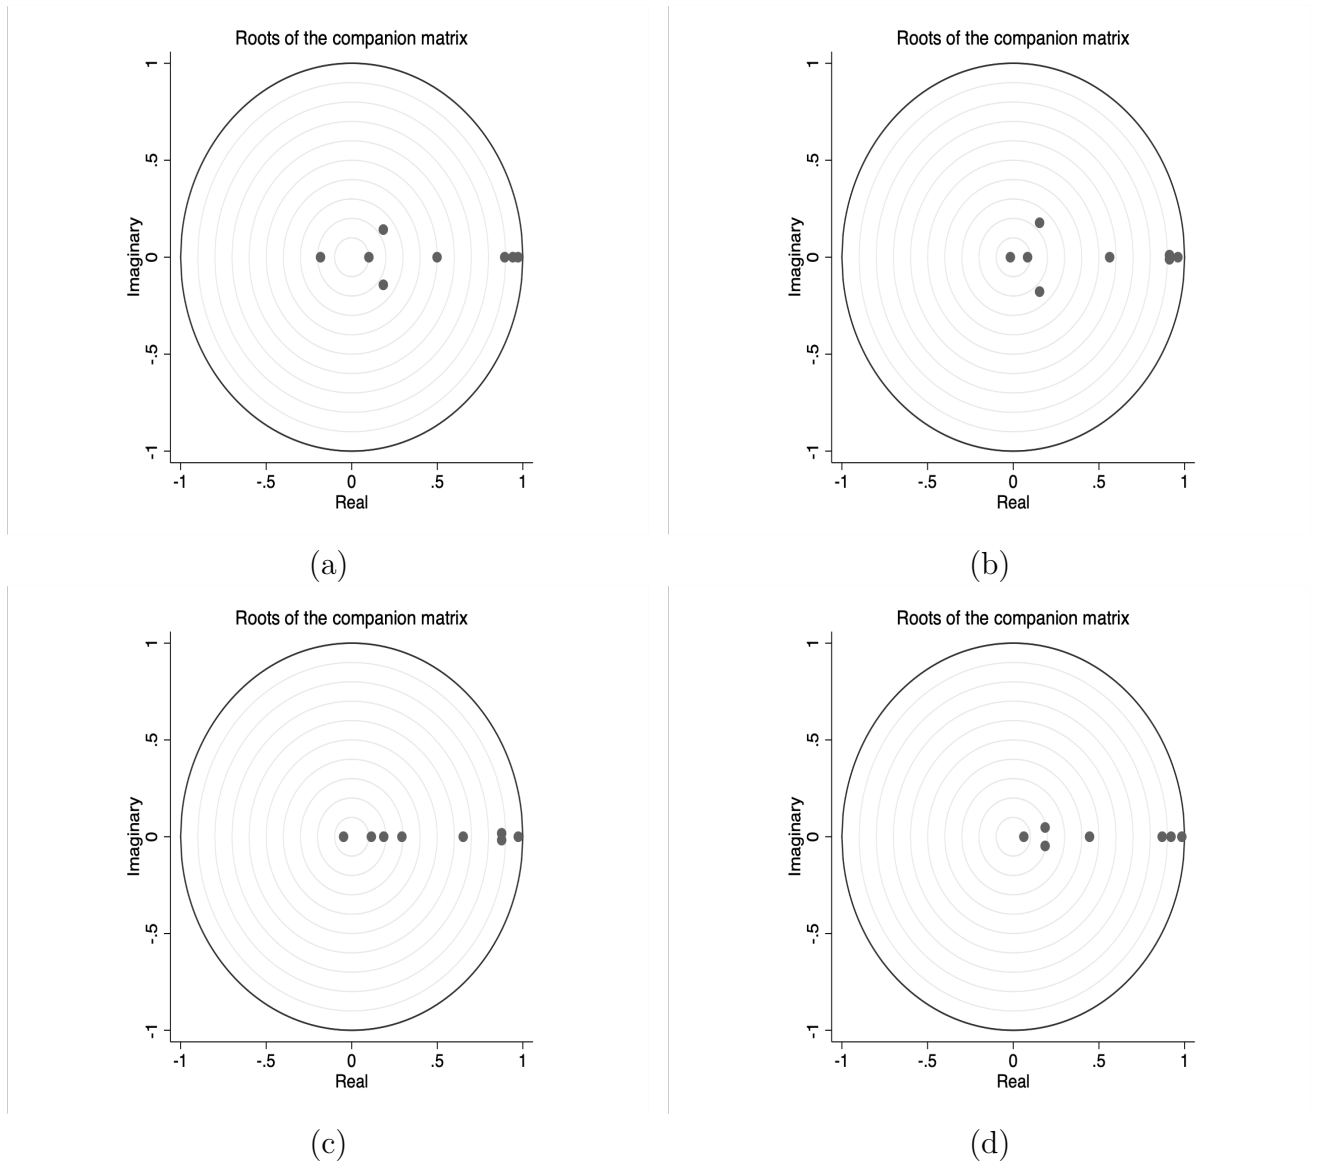 Roots of the companion matrix
1
.5
0
-.5
-1
Imaginary
-1
-.5
0
.5
1
Real
(a)
Roots of the companion matrix
1
.5
0
-.5
-1
Imaginary
-1
-.5
0
.5
1
Real
(b)
Roots of the companion matrix
1
.5
0
-.5
-1
Imaginary
-1
-.5
0
.5
1
Real
(c)
Roots of the companion matrix
1
.5
0
-.5
-1
Imaginary
-1
-.5
0
.5
1
Real
(d)